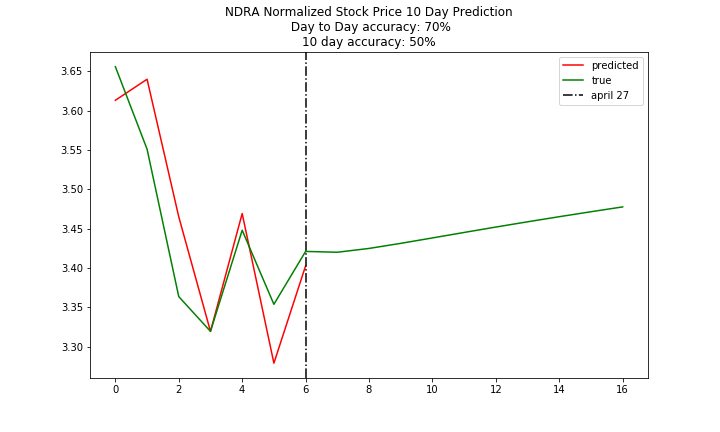 NDRA Normalized Stock Price 10 Day Prediction
Day to Day accuracy: 70%
10 day accuracy: 50%
predicted
true
april 27
3.65
3.60
3.55
3.50
3.45
3.40
3.35
3.30
0 2 4 6 8 10 12 14 16